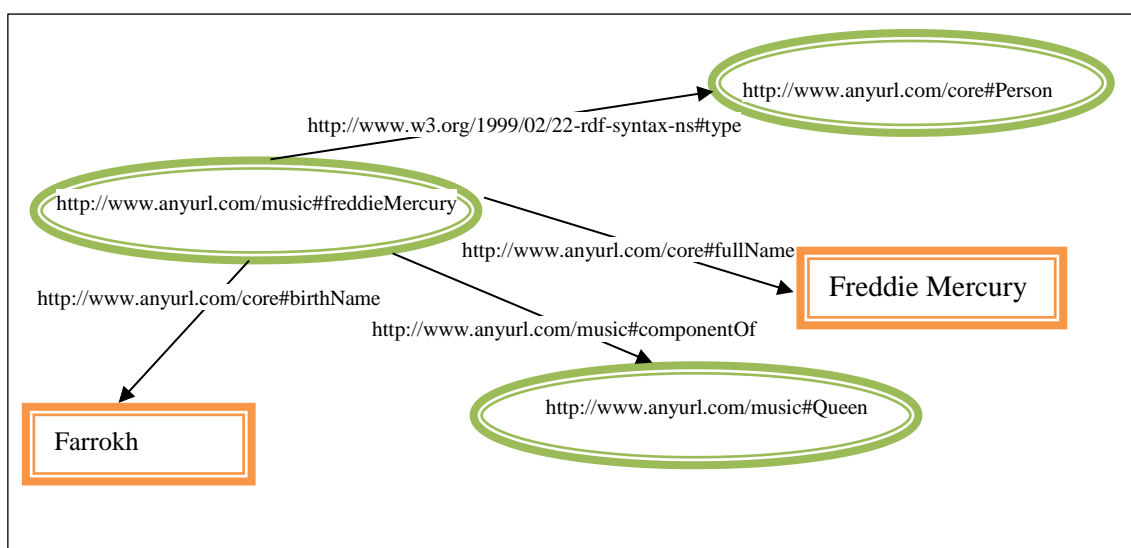 http://www.anyurl.com/core#Person
http://www.w3.org/1999/02/22-rdf-syntax-ns#type
http://www.anyurl.com/music#freddieMercury
http://www.anyurl.com/core#fullName
Freddie Mercury
http://www.anyurl.com/core#birthName
http://www.anyurl.com/music#componentOf
http://www.anyurl.com/music#Queen
Farrokh